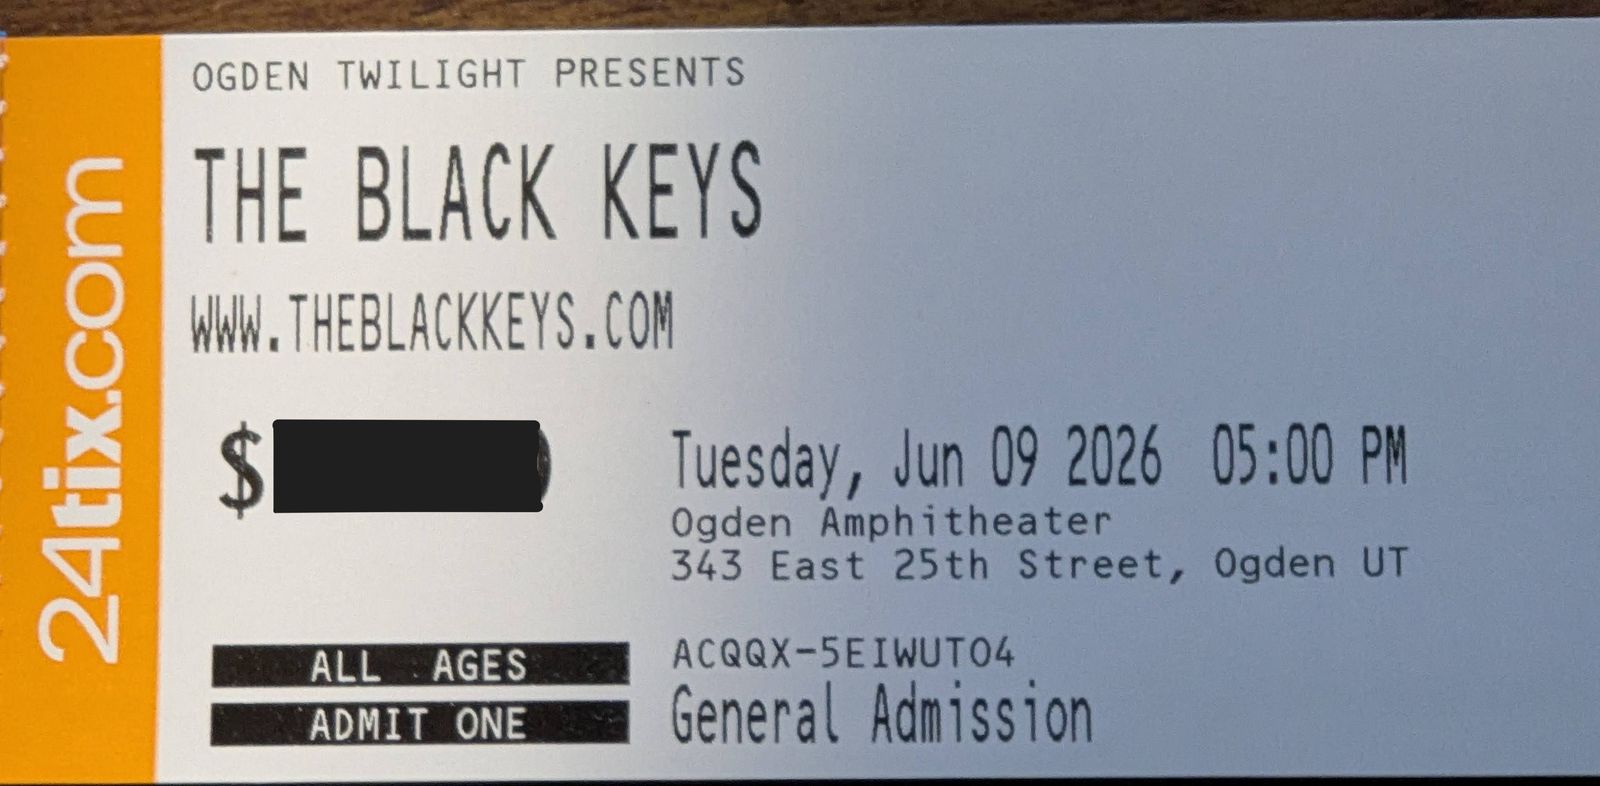 24tix.com
OGDEN TWILIGHT PRESENTS
THE BLACK KEYS
WWW.THEBLACKKEYS.COM
$
Tuesday, Jun 09 2026 05:00 PM
Ogden Amphitheater
343 East 25th Street, Ogden UT
ALL AGES
ADMIT ONE
ACQQX-5EIWUTO4
General Admission